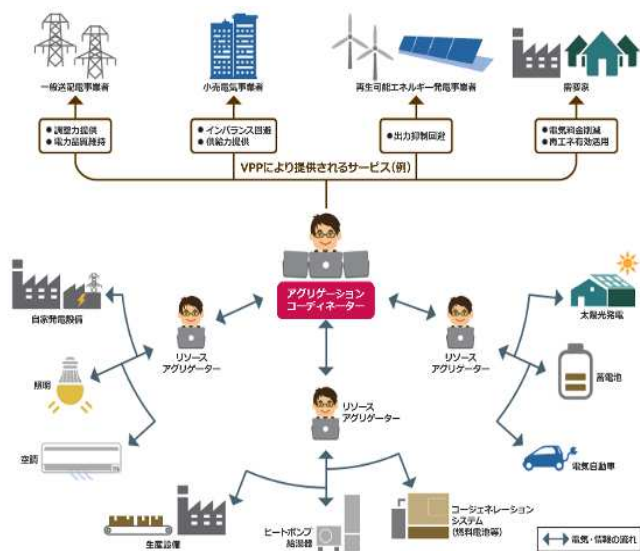 一般送配電事業者
小売電気事業者
再生可能エネルギー発電事業者
需要家
● 調整力提供
● 電力品質維持
● インバランス回避
● 供給力提供
● 出力抑制回避
● 電気料金削減
● 再エネ有効活用
VPPにより提供されるサービス(例)
アグリゲーション
コーディネーター
自家発電設備
リソース
アグリゲーター
リソース
アグリゲーター
太陽光発電
照明
リソース
アグリゲーター
蓄電池
空調
電気自動車
生産設備
ヒートポンプ
給湯器
コージェネレーション
システム
(燃料電池等)
電気・情報の流れ